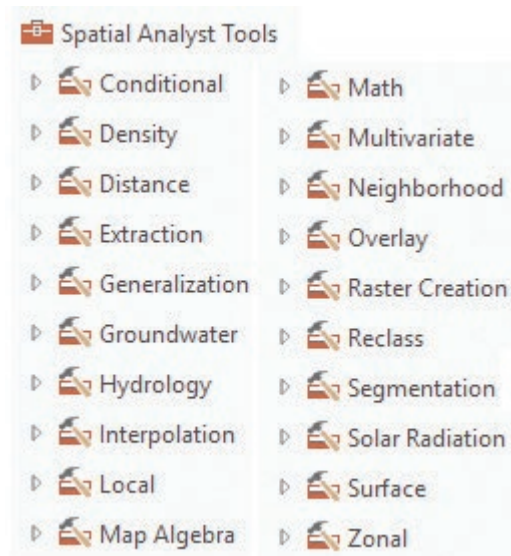 Spatial Analyst Tools
Conditional
Density
Distance
Extraction
Generalization
Groundwater
Hydrology
Interpolation
Local
Map Algebra
Math
Multivariate
Neighborhood
Overlay
Raster Creation
Reclass
Segmentation
Solar Radiation
Surface
Zonal